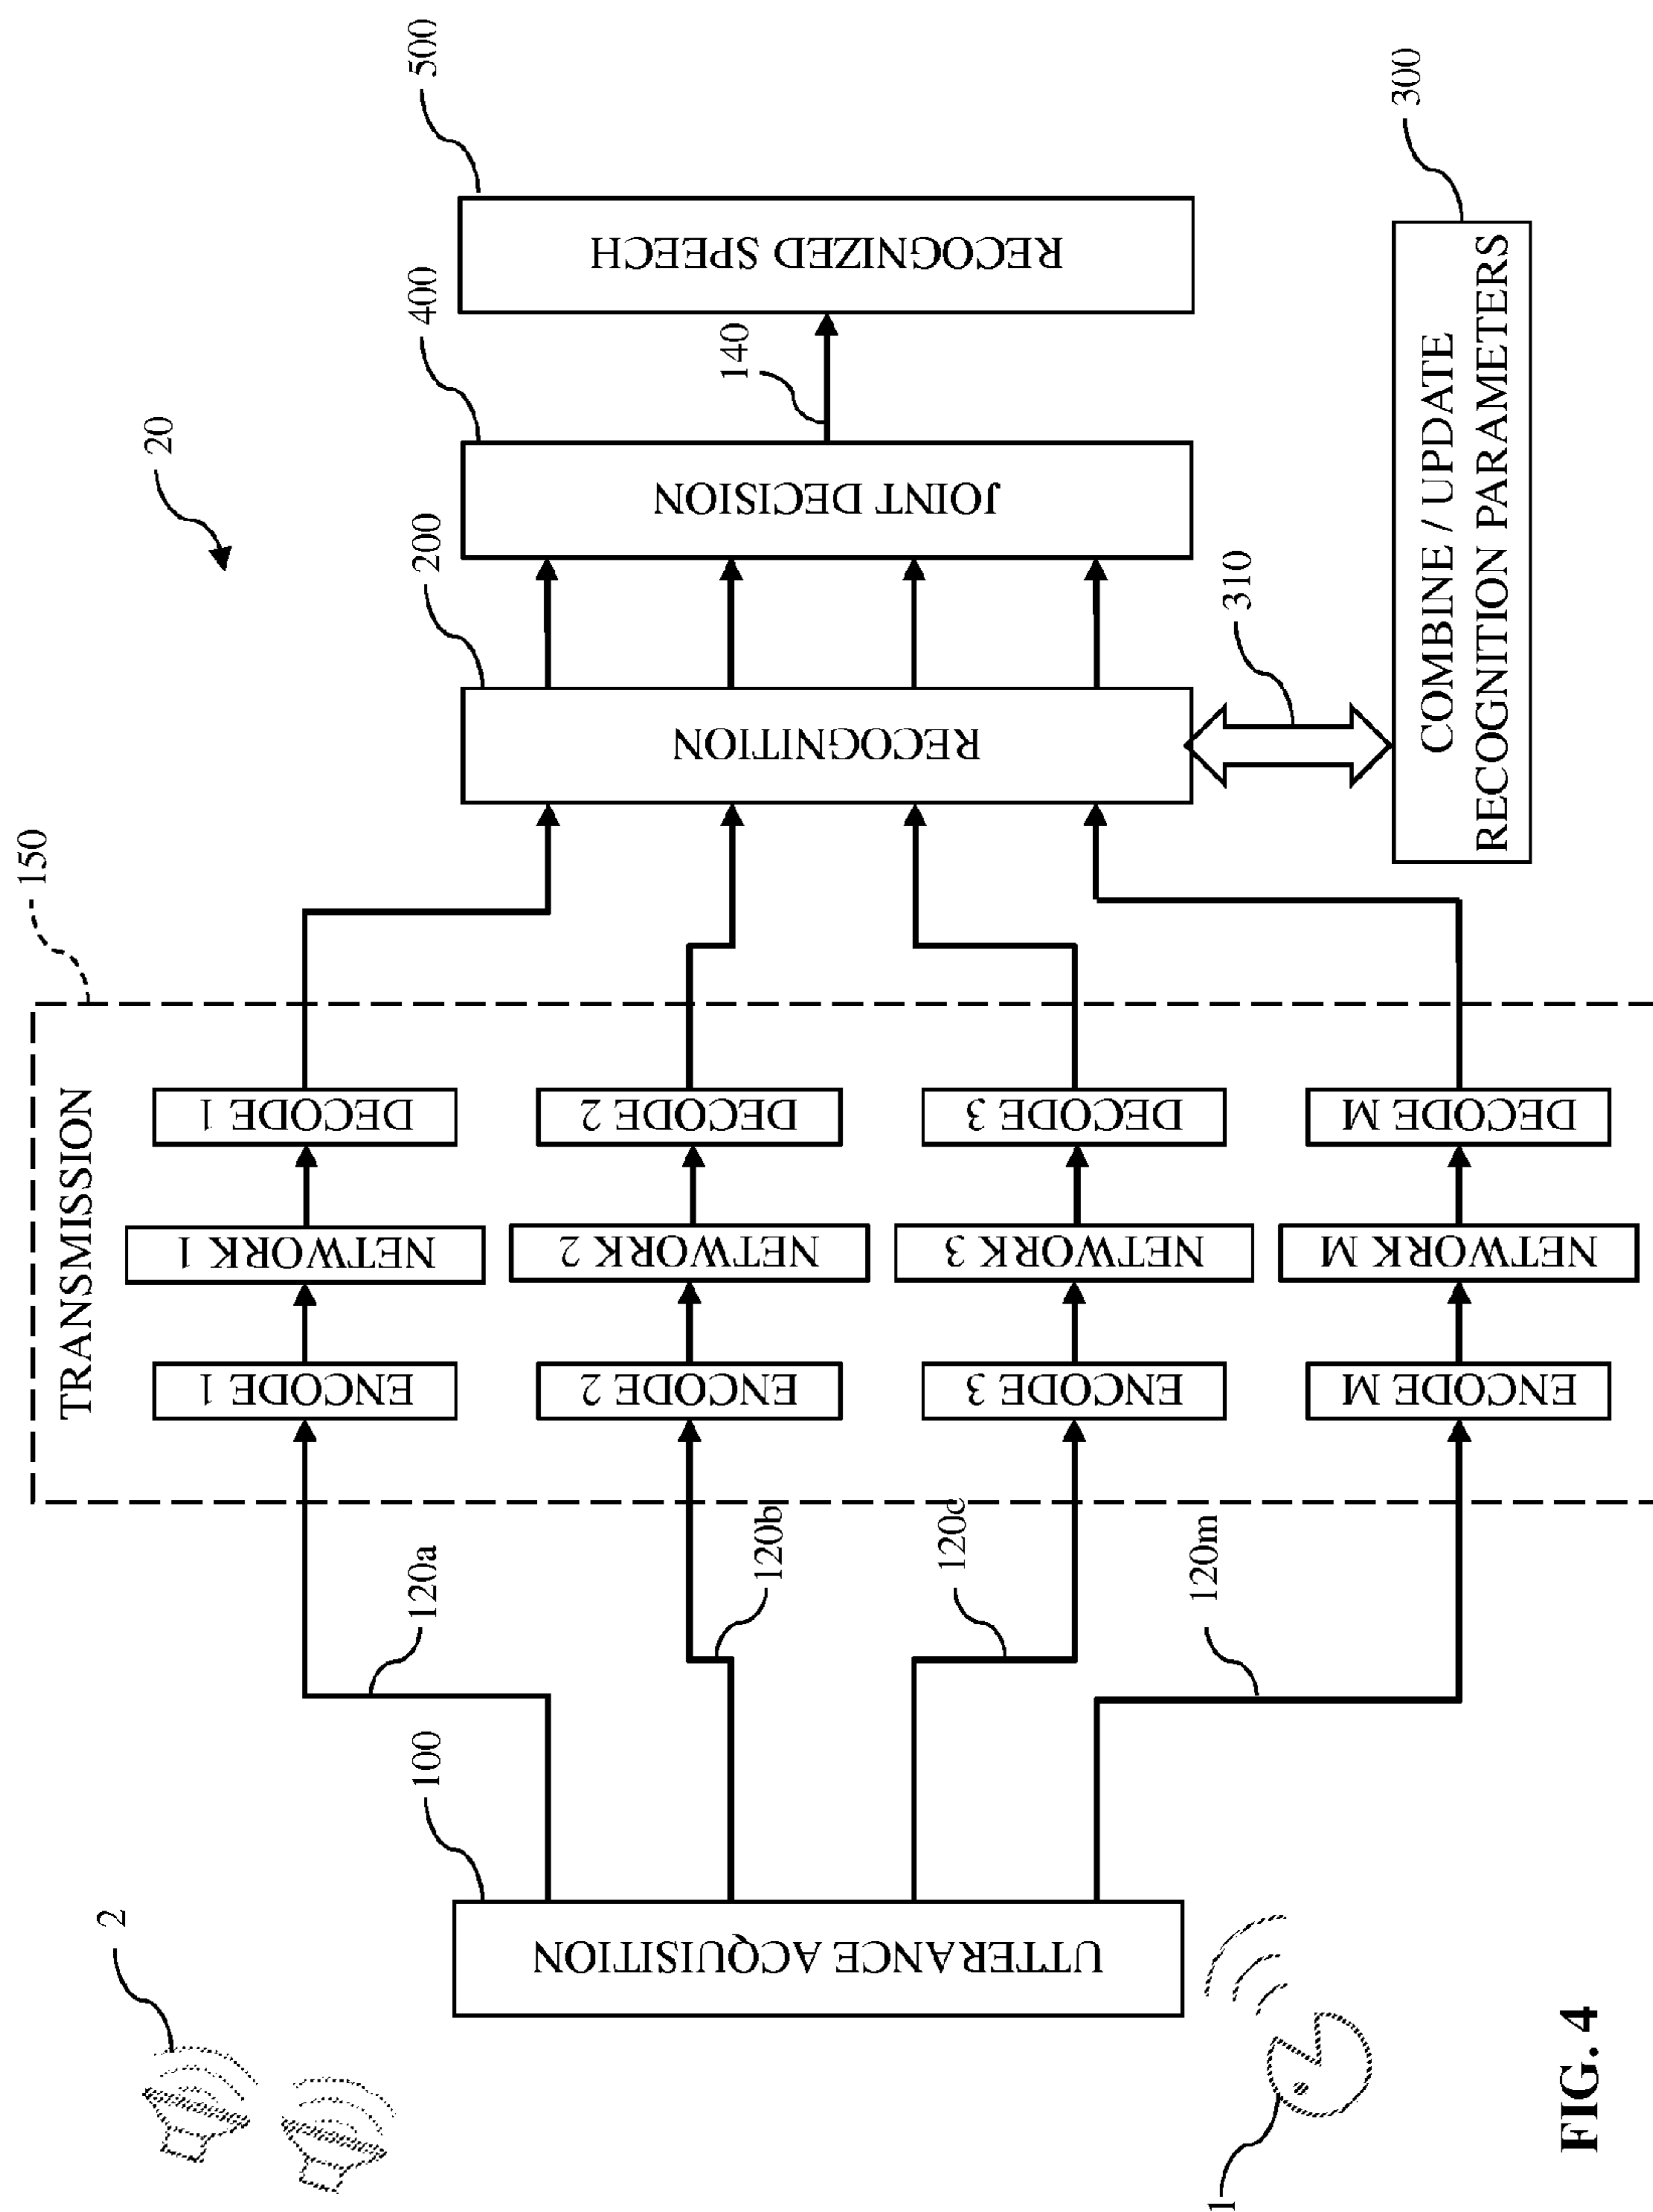 20
150
TRANSMISSION
2
100
UTTERANCE ACQUISITION
1
120a
120b
120c
120m
ENCODE 1
NETWORK 1
DECODE 1
ENCODE 2
NETWORK 2
DECODE 2
ENCODE 3
NETWORK 3
DECODE 3
ENCODE M
NETWORK M
DECODE M
200
RECOGNITION
310
300
COMBINE / UPDATE
RECOGNITION PARAMETERS
400
JOINT DECISION
140
500
RECOGNIZED SPEECH
FIG. 4